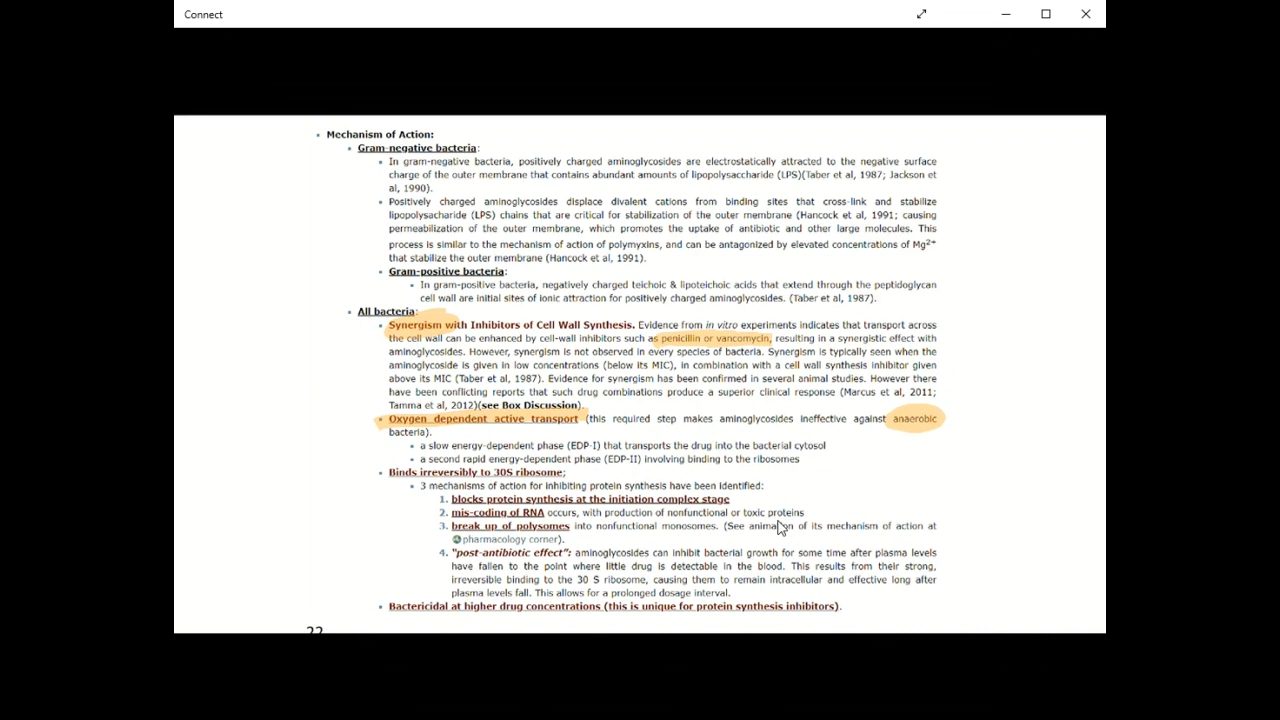 Connect
Mechanism of Action:
Gram-negative bacteria:
In gram-negative bacteria, positively charged aminoglycosides are electrostatically attracted to the negative surface
charge of the outer membrane that contains abundant amounts of lipopolysaccharide (LPS)(Taber et al, 1987; Jackson et
al, 1990).
Positively charged aminoglycosides displace divalent cations from binding sites that cross-link and stabilize
lipopolysacharide (LPS) chains that are critical for stabilization of the outer membrane (Hancock et al, 1991; causing
permeabilization of the outer membrane, which promotes the uptake of antibiotic and other large molecules. This
process is similar to the mechanism of action of polymyxins, and can be antagonized by elevated concentrations of Mg²⁺
that stabilize the outer membrane (Hancock et al, 1991).
Gram-positive bacteria:
In gram-positive bacteria, negatively charged teichoic & lipoteichoic acids that extend through the peptidoglycan
cell wall are initial sites of ionic attraction for positively charged aminoglycosides. (Taber et al, 1987).
All bacteria:
Synergism with Inhibitors of Cell Wall Synthesis. Evidence from in vitro experiments indicates that transport across
the cell wall can be enhanced by cell-wall inhibitors such as penicillin or vancomycin, resulting in a synergistic effect with
aminoglycosides. However, synergism is not observed in every species of bacteria. Synergism is typically seen when the
aminoglycoside is given in low concentrations (below its MIC), in combination with a cell wall synthesis inhibitor given
above its MIC (Taber et al, 1987). Evidence for synergism has been confirmed in several animal studies. However there
have been conflicting reports that such drug combinations produce a superior clinical response (Marcus et al, 2011;
Tamma et al, 2012)(see Box Discussion).
Oxygen dependent active transport (this required step makes aminoglycosides ineffective against anaerobic
bacteria).
a slow energy-dependent phase (EDP-I) that transports the drug into the bacterial cytosol
a second rapid energy-dependent phase (EDP-II) involving binding to the ribosomes
Binds irreversibly to 30S ribosome;
3 mechanisms of action for inhibiting protein synthesis have been identified:
1. blocks protein synthesis at the initiation complex stage
2. mis-coding of RNA occurs, with production of nonfunctional or toxic proteins
3. break up of polysomes into nonfunctional monosomes. (See animation of its mechanism of action at
pharmacology corner).
4. "post-antibiotic effect": aminoglycosides can inhibit bacterial growth for some time after plasma levels
have fallen to the point where little drug is detectable in the blood. This results from their strong,
irreversible binding to the 30 S ribosome, causing them to remain intracellular and effective long after
plasma levels fall. This allows for a prolonged dosage interval.
Bactericidal at higher drug concentrations (this is unique for protein synthesis inhibitors).
22